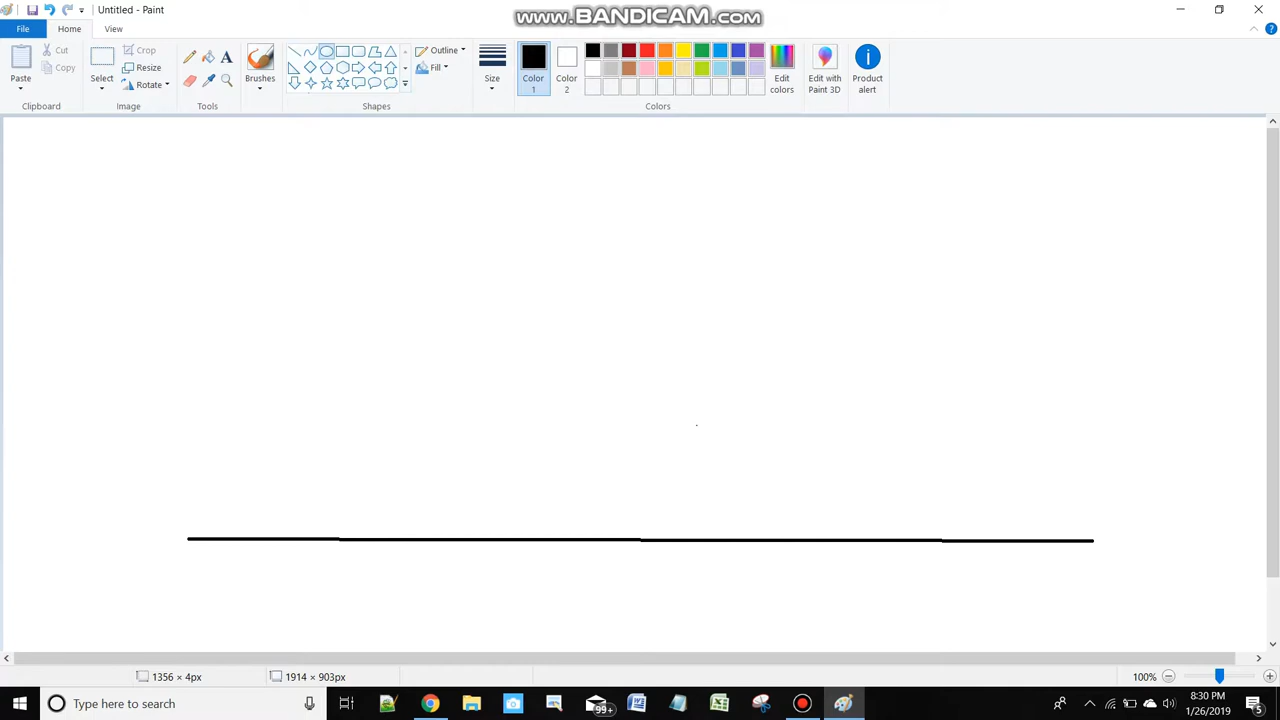 Untitled - Paint
www.BANDICAM.com
File
Home
View
Paste
Cut
Copy
Clipboard
Select
Crop
Resize
Rotate
Image
A
Tools
Brushes
Outline
Fill
Shapes
Size
Color 1
Color 2
Edit colors
Colors
Edit with Paint 3D
Product alert
1356 × 4px
1914 × 903px
100%
Type here to search
99+
8:30 PM
1/26/2019
5